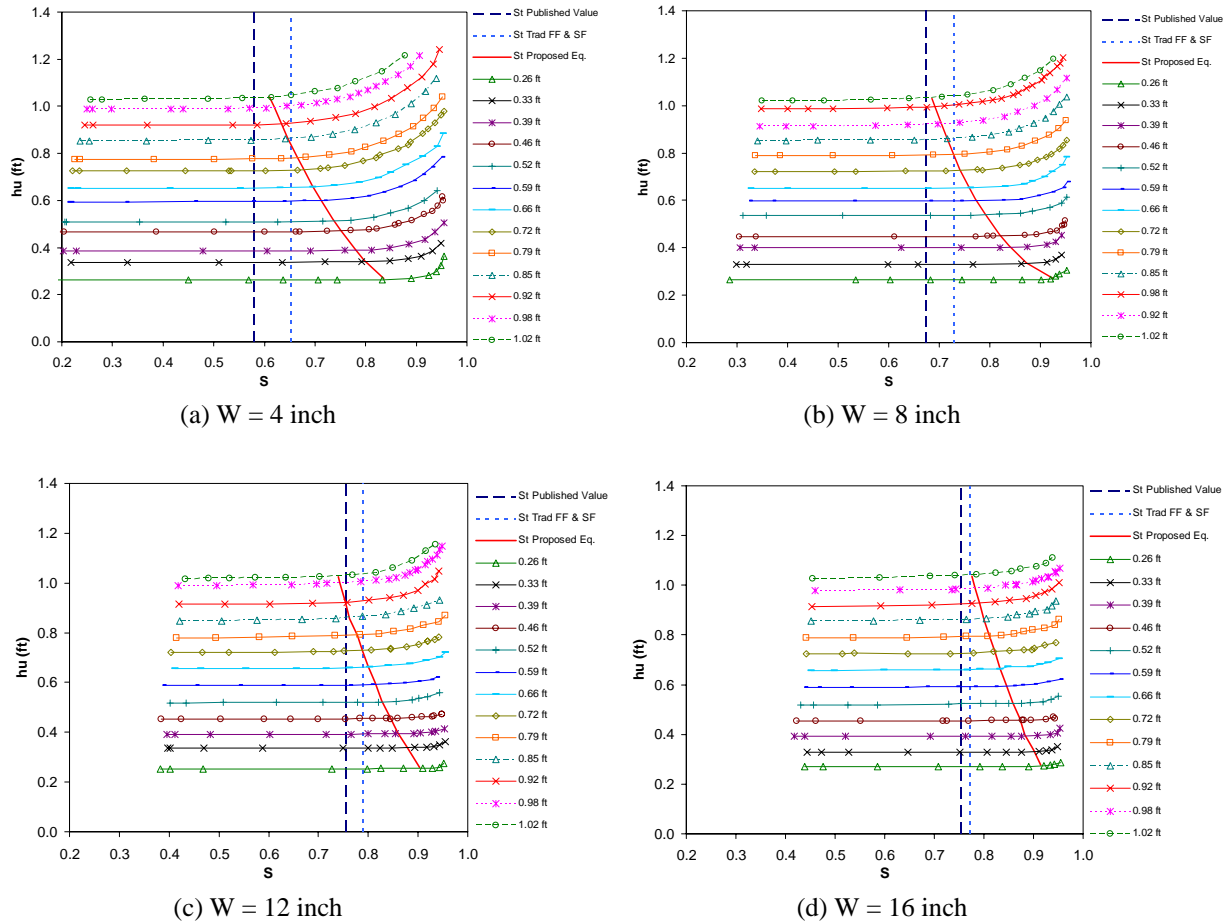 1.4
1.2
1.0
0.8
0.6
0.4
0.2
0.0
hu (ft)
0.2 0.3 0.4 0.5 0.6 0.7 0.8 0.9 1.0
S
St Published Value
St Trad FF & SF
St Proposed Eq.
0.26 ft
0.33 ft
0.39 ft
0.46 ft
0.52 ft
0.59 ft
0.66 ft
0.72 ft
0.79 ft
0.85 ft
0.92 ft
0.98 ft
1.02 ft
(a) W = 4 inch
1.4
1.2
1.0
0.8
0.6
0.4
0.2
0.0
hu (ft)
0.2 0.3 0.4 0.5 0.6 0.7 0.8 0.9 1.0
S
St Published Value
St Trad FF & SF
St Proposed Eq.
0.26 ft
0.33 ft
0.39 ft
0.46 ft
0.52 ft
0.59 ft
0.66 ft
0.72 ft
0.79 ft
0.85 ft
0.98 ft
0.92 ft
1.02 ft
(b) W = 8 inch
1.4
1.2
1.0
0.8
0.6
0.4
0.2
0.0
hu (ft)
0.2 0.3 0.4 0.5 0.6 0.7 0.8 0.9 1.0
S
St Published Value
St Trad FF & SF
St Proposed Eq.
0.26 ft
0.33 ft
0.39 ft
0.46 ft
0.52 ft
0.59 ft
0.66 ft
0.72 ft
0.79 ft
0.85 ft
0.92 ft
0.98 ft
1.02 ft
(c) W = 12 inch
1.4
1.2
1.0
0.8
0.6
0.4
0.2
0.0
hu (ft)
0.2 0.3 0.4 0.5 0.6 0.7 0.8 0.9 1.0
S
St Published Value
St Trad FF & SF
St Proposed Eq.
0.26 ft
0.33 ft
0.39 ft
0.46 ft
0.52 ft
0.59 ft
0.66 ft
0.72 ft
0.79 ft
0.85 ft
0.92 ft
0.98 ft
1.02 ft
(d) W = 16 inch